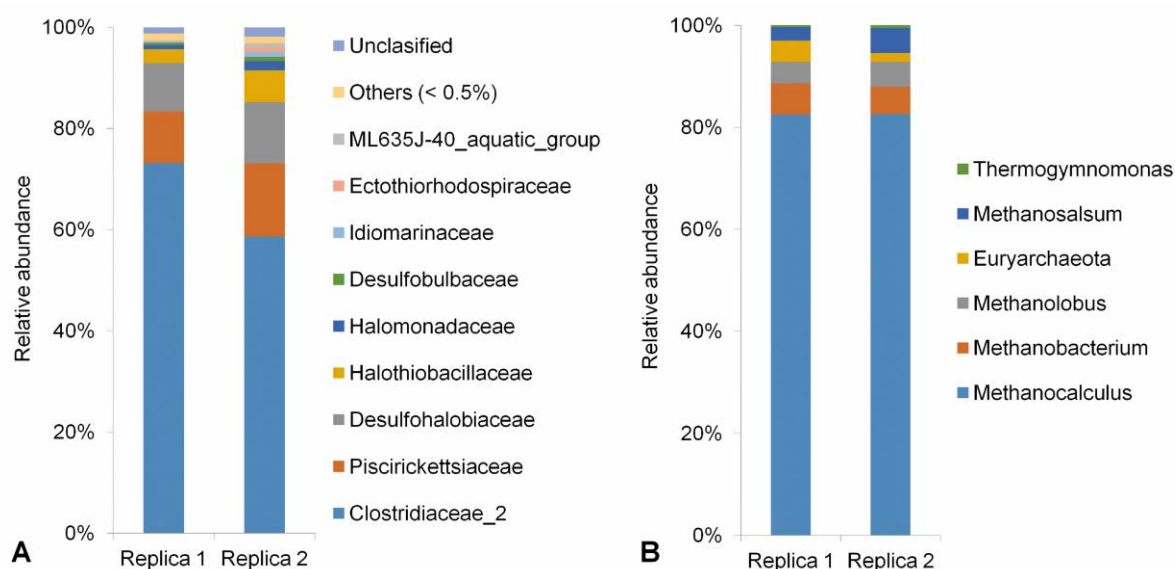 Relative abundance
100%
80%
60%
40%
20%
0%
Replica 1
Replica 2
Unclasified
Others (< 0.5%)
ML635J-40_aquatic_group
Ectothiorhodospiraceae
Idiomarinaceae
Desulfobulbaceae
Halomonadaceae
Halothiobacillaceae
Desulfohalobiaceae
Piscirickettsiaceae
Clostridiaceae_2
A
Relative abundance
100%
80%
60%
40%
20%
0%
Replica 1
Replica 2
Thermogymnomonas
Methanosalsum
Euryarchaeota
Methanolobus
Methanobacterium
Methanocalculus
B